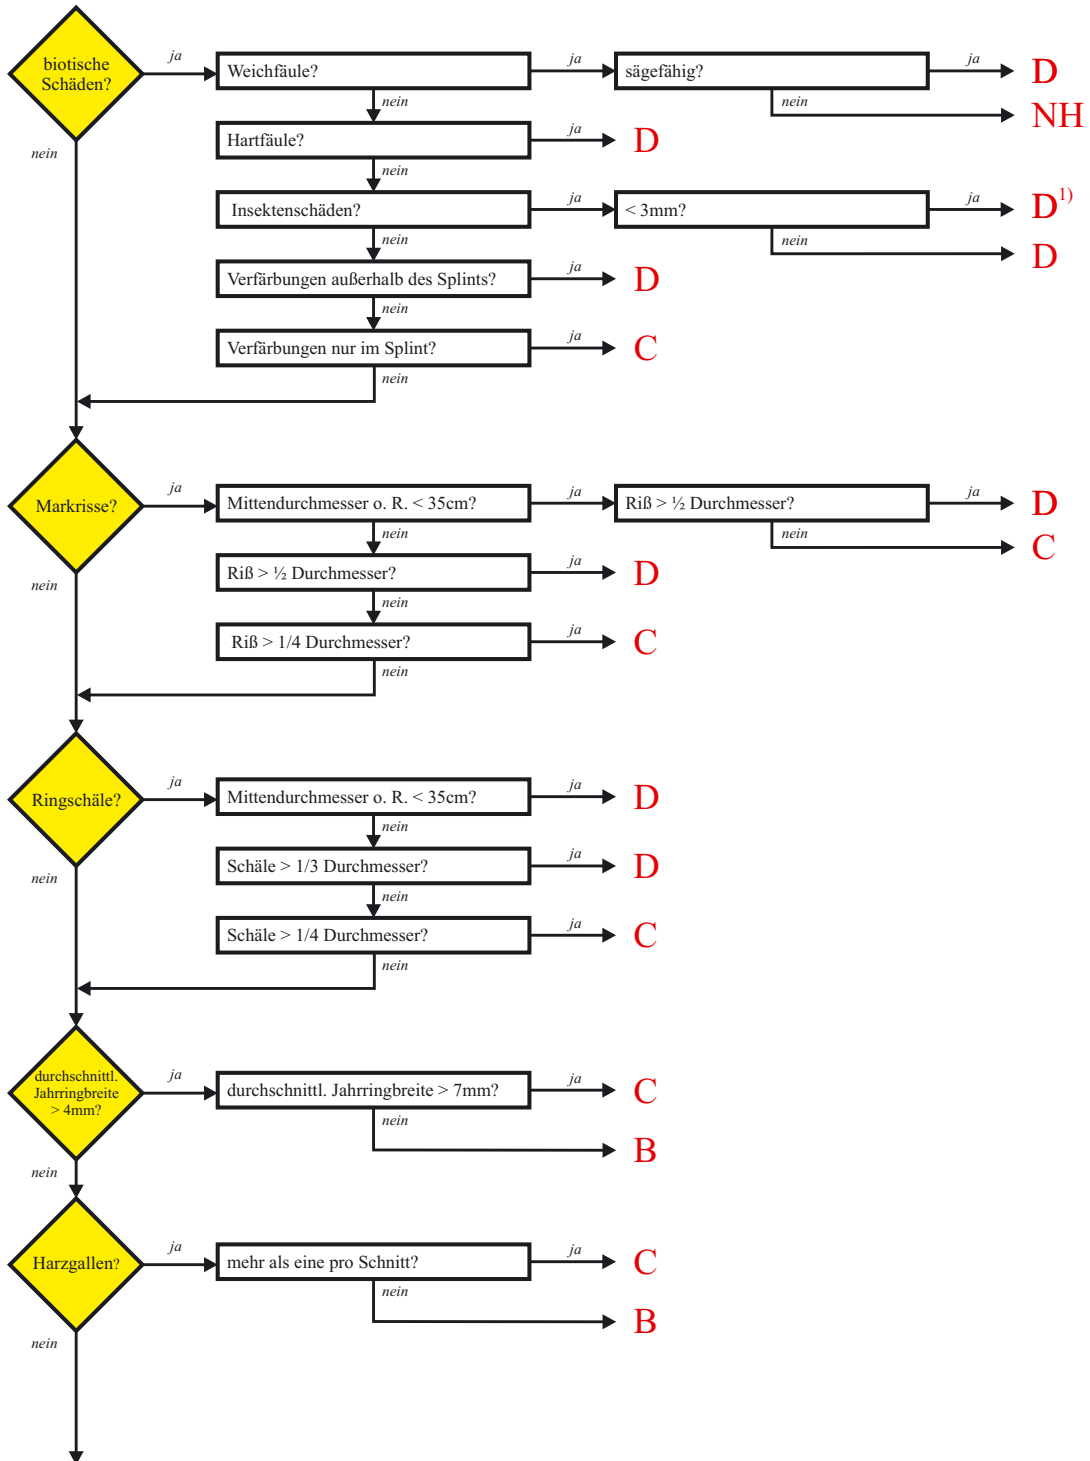 biotische
Schäden?
ja
Weichfäule?
ja
sägefähig?
ja
D
nein
NH
nein
nein
Hartfäule?
ja
D
nein
Insektenschäden?
ja
< 3mm?
ja
D1)
nein
D
nein
Verfärbungen außerhalb des Splints?
ja
D
nein
Verfärbungen nur im Splint?
ja
C
nein
Markrisse?
ja
Mittendurchmesser o. R. < 35cm?
ja
Riß > ½ Durchmesser?
ja
D
nein
C
nein
nein
Riß > ½ Durchmesser?
ja
D
nein
Riß > 1/4 Durchmesser?
ja
C
nein
Ringschäle?
ja
Mittendurchmesser o. R. < 35cm?
ja
D
nein
nein
Schäle > 1/3 Durchmesser?
ja
D
nein
Schäle > 1/4 Durchmesser?
ja
C
nein
durchschnittl.
Jahrringbreite
> 4mm?
ja
durchschnittl. Jahrringbreite > 7mm?
ja
C
nein
B
nein
Harzgallen?
ja
mehr als eine pro Schnitt?
ja
C
nein
B
nein